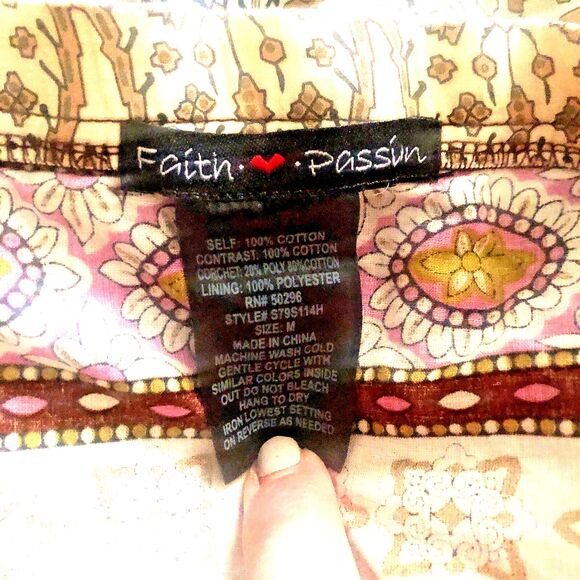 Faith · ♥ · Passion
SELF: 100% COTTON
CONTRAST: 100% COTTON
CORCHET: 20% POLY 80%COTTON
LINING: 100% POLYESTER
RN# 50296
STYLE# S79S114H
SIZE: M
MADE IN CHINA
MACHINE WASH COLD
GENTLE CYCLE WITH
SIMILAR COLORS INSIDE
OUT DO NOT BLEACH
HANG TO DRY
IRON LOWEST SETTING
ON REVERSE AS NEEDED